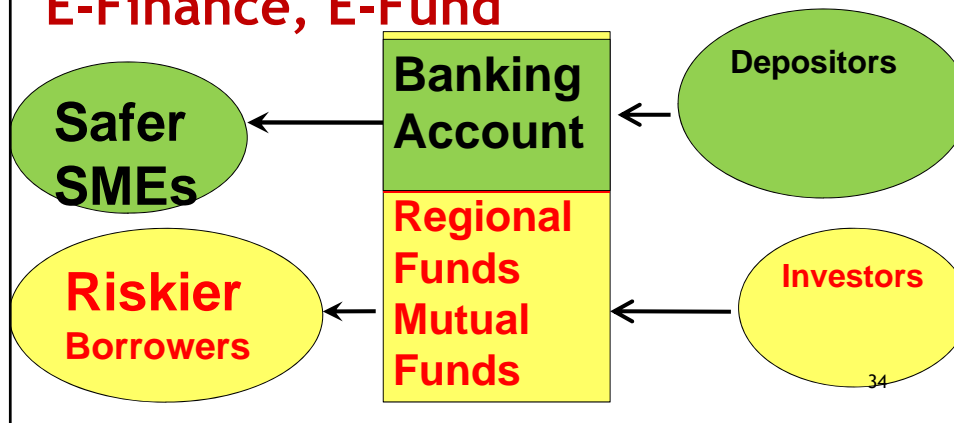 E-Finance, E-Fund
Banking
Account
Depositors
Safer
SMEs
Regional
Funds
Mutual
Funds
Investors
Riskier
Borrowers
34